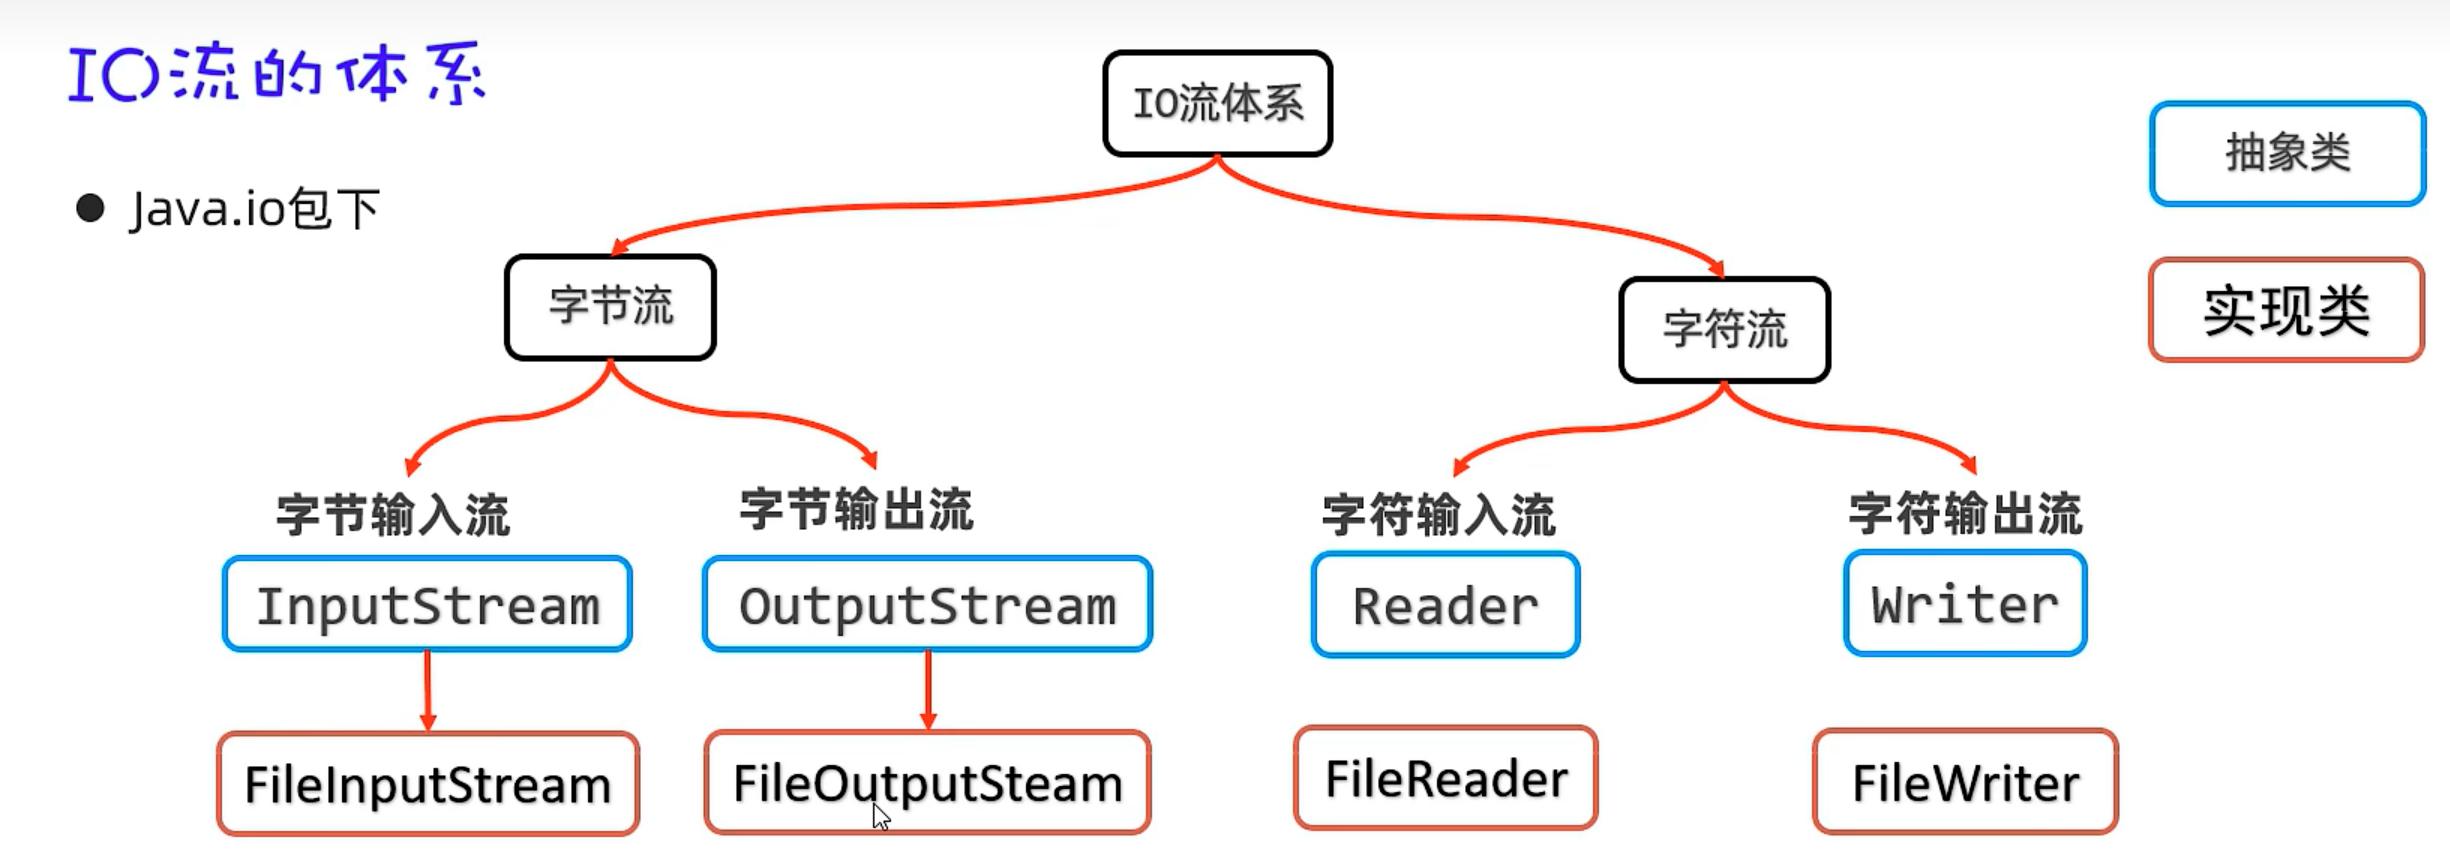 IO流的体系
Java.io包下
IO流体系
抽象类
实现类
字节流
字符流
字节输入流
字节输出流
字符输入流
字符输出流
InputStream
OutputStream
Reader
Writer
FileInputStream
FileOutputSteam
FileReader
FileWriter